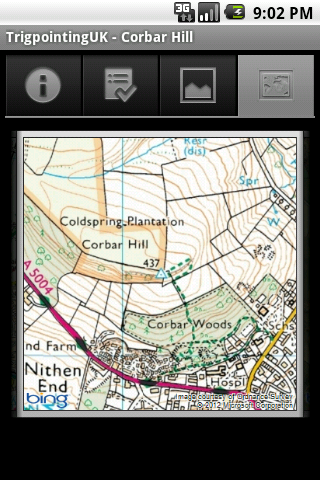 3G 9:02 PM
TrigpointingUK - Corbar Hill
Resr
(dis)
Spr
W
Coldspring Plantation
Corbar Hill
437
A 5004
Corbar Woods
Schs
nd Farm
Nithen
End
Hospl
bing
Image courtesy of Ordnance Survey
© 2012 Microsoft Corporation